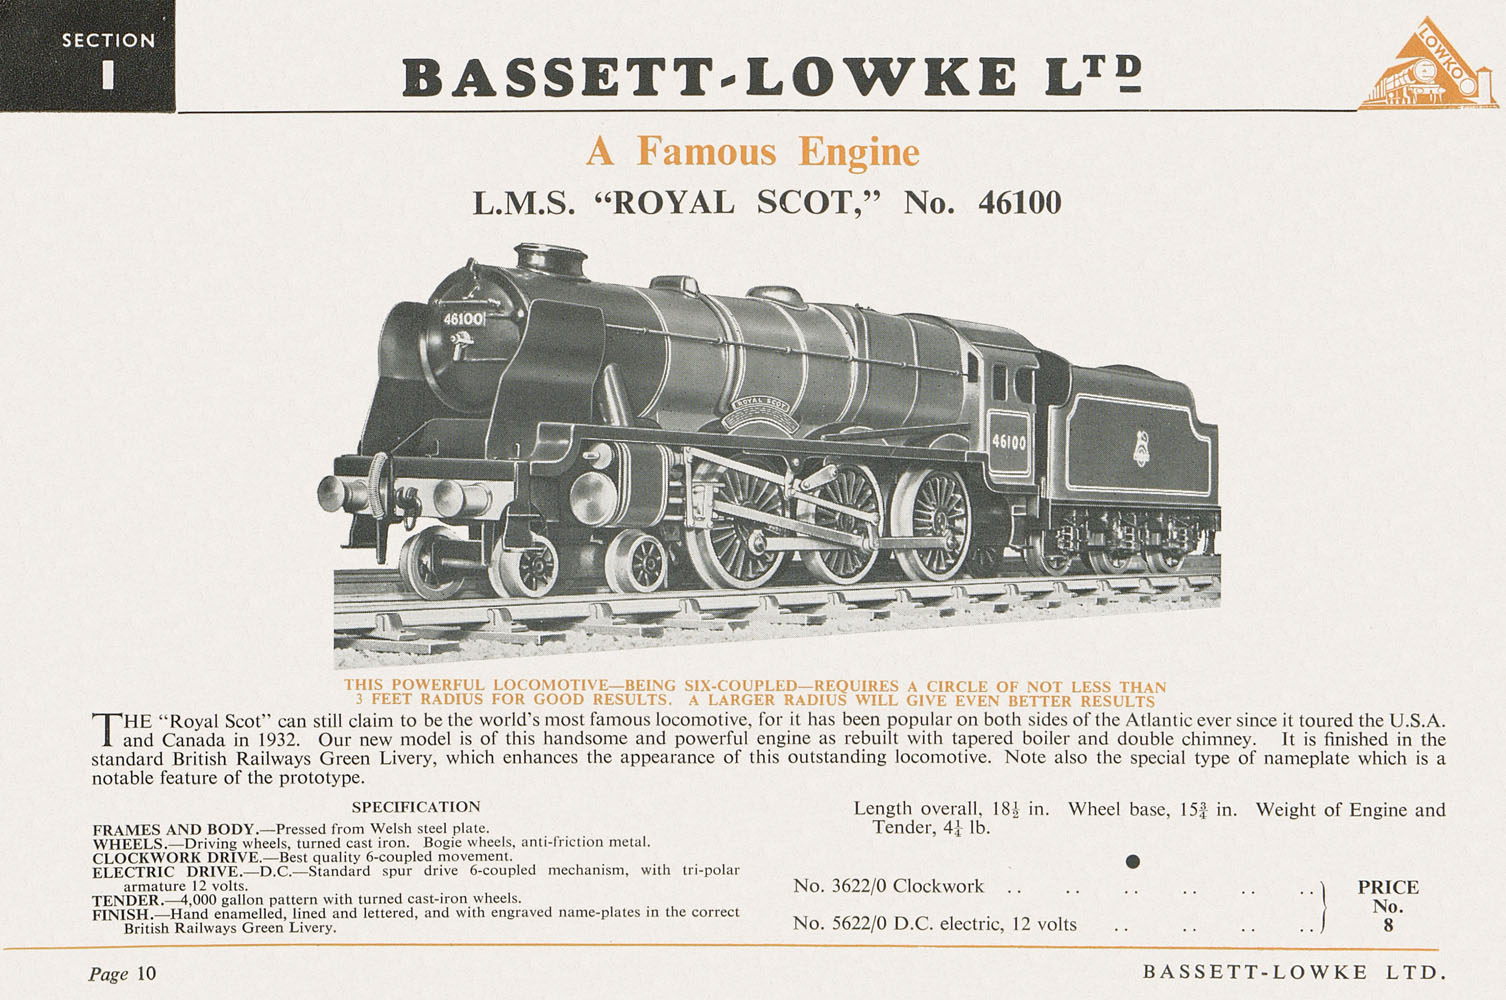 SECTION
I
BASSETT-LOWKE LTD
LOWKO
A Famous Engine
L.M.S. “ROYAL SCOT,” No. 46100
46100
ROYAL SCOT
46100
THIS POWERFUL LOCOMOTIVE—BEING SIX-COUPLED—REQUIRES A CIRCLE OF NOT LESS THAN
3 FEET RADIUS FOR GOOD RESULTS. A LARGER RADIUS WILL GIVE EVEN BETTER RESULTS
THE “Royal Scot” can still claim to be the world’s most famous locomotive, for it has been popular on both sides of the Atlantic ever since it toured the U.S.A.
and Canada in 1932. Our new model is of this handsome and powerful engine as rebuilt with tapered boiler and double chimney. It is finished in the
standard British Railways Green Livery, which enhances the appearance of this outstanding locomotive. Note also the special type of nameplate which is a
notable feature of the prototype.
SPECIFICATION
FRAMES AND BODY.—Pressed from Welsh steel plate.
WHEELS.—Driving wheels, turned cast iron. Bogie wheels, anti-friction metal.
CLOCKWORK DRIVE.—Best quality 6-coupled movement.
ELECTRIC DRIVE.—D.C.—Standard spur drive 6-coupled mechanism, with tri-polar
armature 12 volts.
TENDER.—4,000 gallon pattern with turned cast-iron wheels.
FINISH.—Hand enamelled, lined and lettered, and with engraved name-plates in the correct
British Railways Green Livery.
Length overall, 18½ in. Wheel base, 15¾ in. Weight of Engine and
Tender, 4¼ lb.
No. 3622/0 Clockwork .. .. .. .. .. ..
No. 5622/0 D.C. electric, 12 volts .. .. .. ..
PRICE
No.
8
Page 10
BASSETT-LOWKE LTD.